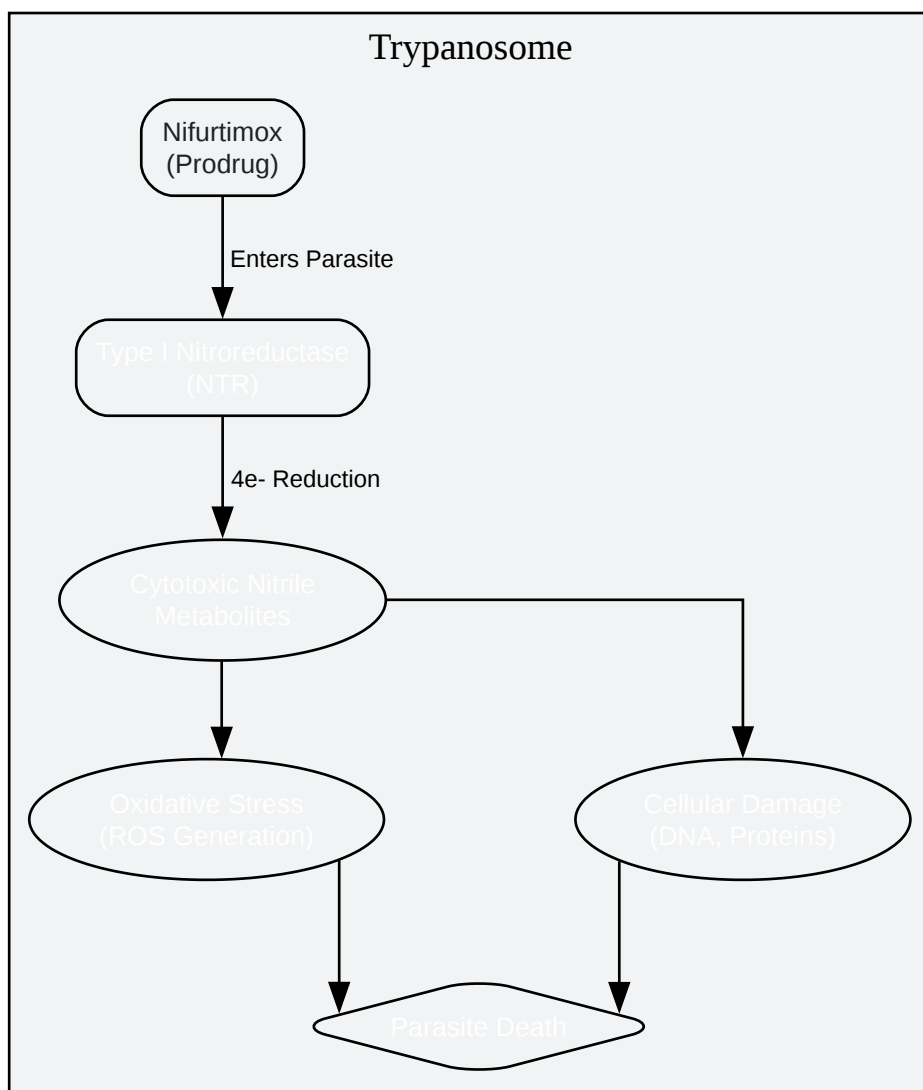 Trypanosome
Nifurtimox
(Prodrug)
Enters Parasite
Type I Nitroreductase
(NTR)
4e- Reduction
Cytotoxic Nitrile
Metabolites
Oxidative Stress
(ROS Generation)
Cellular Damage
(DNA, Proteins)
Parasite Death